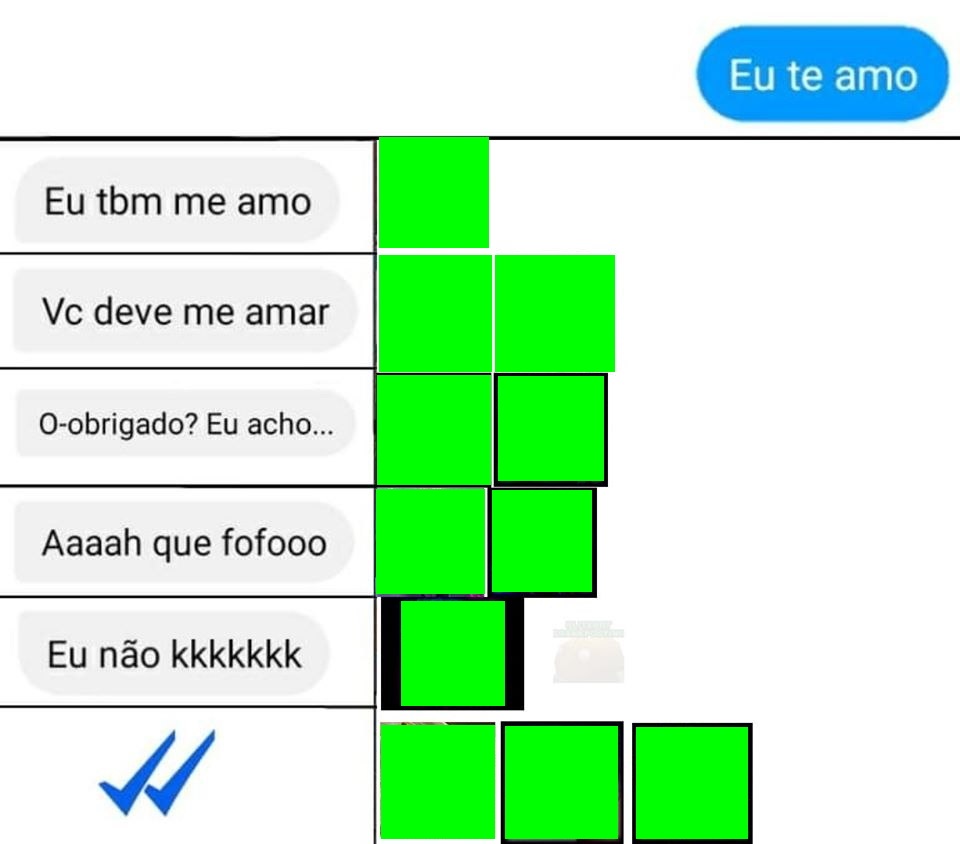 Eu te amo
Eu tbm me amo
Vc deve me amar
O-obrigado? Eu acho...
Aaaah que fofooo
Eu não kkkkkkk